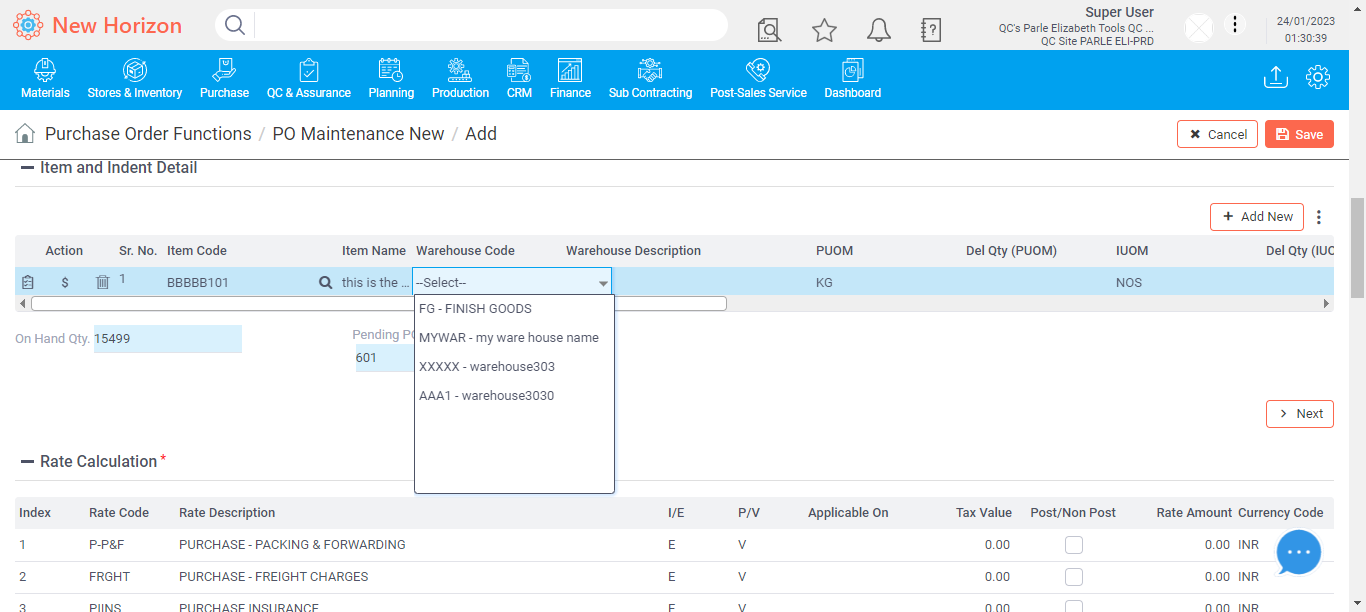 New Horizon
Super User
QC's Parle Elizabeth Tools QC ...
QC Site PARLE ELI-PRD
24/01/2023
01:30:39
Materials Stores & Inventory Purchase QC & Assurance Planning Production CRM Finance Sub Contracting Post-Sales Service Dashboard
Purchase Order Functions / PO Maintenance New / Add
Cancel Save
Item and Indent Detail
+ Add New
Action Sr. No. Item Code Item Name Warehouse Code Warehouse Description PUOM Del Qty (PUOM) IUOM Del Qty (IUO
$ 1 BBBBB101 this is the ... --Select-- KG NOS
FG - FINISH GOODS
On Hand Qty. 15499 Pending PO
MYWAR - my ware house name
601
XXXXX - warehouse303
AAA1 - warehouse3030
Next
Rate Calculation *
Index Rate Code Rate Description I/E P/V Applicable On Tax Value Post/Non Post Rate Amount Currency Code
1 P-P&F PURCHASE - PACKING & FORWARDING E V 0.00 0.00 INR
2 FRGHT PURCHASE - FREIGHT CHARGES E V 0.00 0.00 INR
3 PIINS PURCHASE INSURANCE E V 0.00 0.00 INR